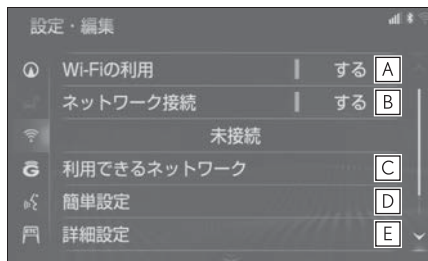 設定・編集
Wi-Fiの利用 する A
ネットワーク接続 する B
未接続
利用できるネットワーク C
簡単設定 D
詳細設定 E